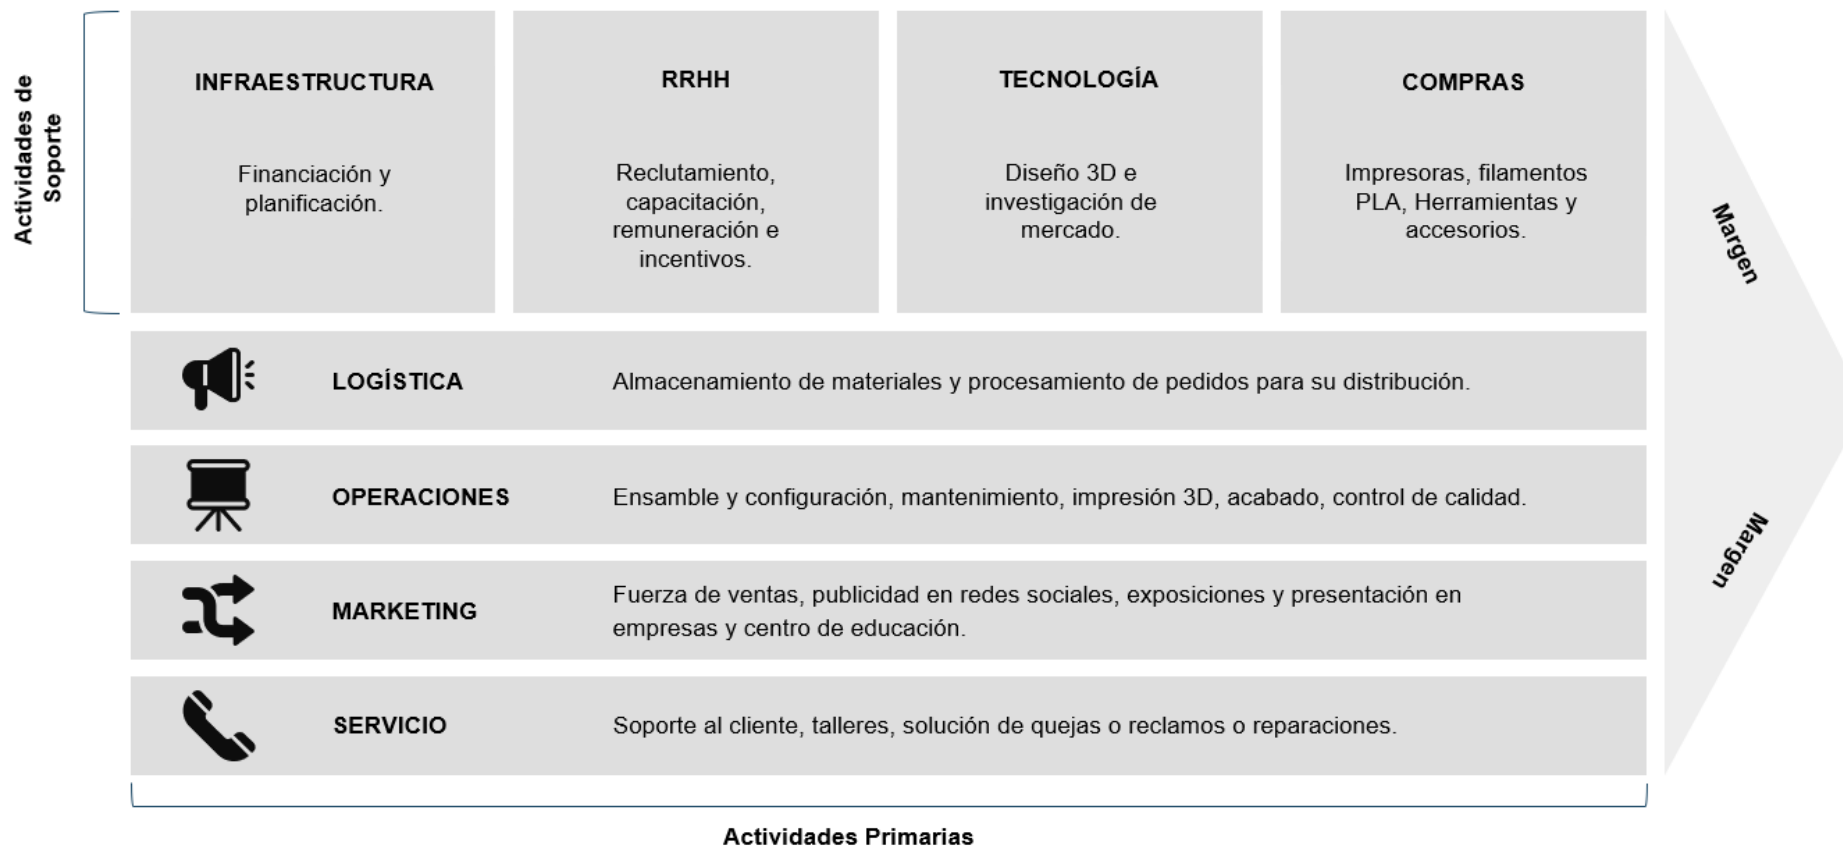 Actividades de
Soporte
INFRAESTRUCTURA
Financiación y
planificación.
RRHH
Reclutamiento,
capacitación,
remuneración e
incentivos.
TECNOLOGÍA
Diseño 3D e
investigación de
mercado.
COMPRAS
Impresoras, filamentos
PLA, Herramientas y
accesorios.
Margen
LOGÍSTICA
Almacenamiento de materiales y procesamiento de pedidos para su distribución.
OPERACIONES
Ensamble y configuración, mantenimiento, impresión 3D, acabado, control de calidad.
MARKETING
Fuerza de ventas, publicidad en redes sociales, exposiciones y presentación en
empresas y centro de educación.
Margen
SERVICIO
Soporte al cliente, talleres, solución de quejas o reclamos o reparaciones.
Actividades Primarias